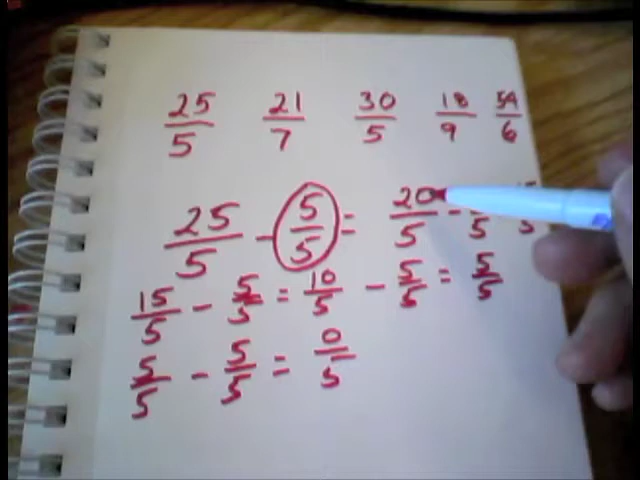 25/5 21/7 30/5 18/9 54/6
25/5 - 5/5 = 20/5 -
15/5 - 5/5 = 10/5 - 5/5 = 5/5
5/5 - 5/5 = 0/5